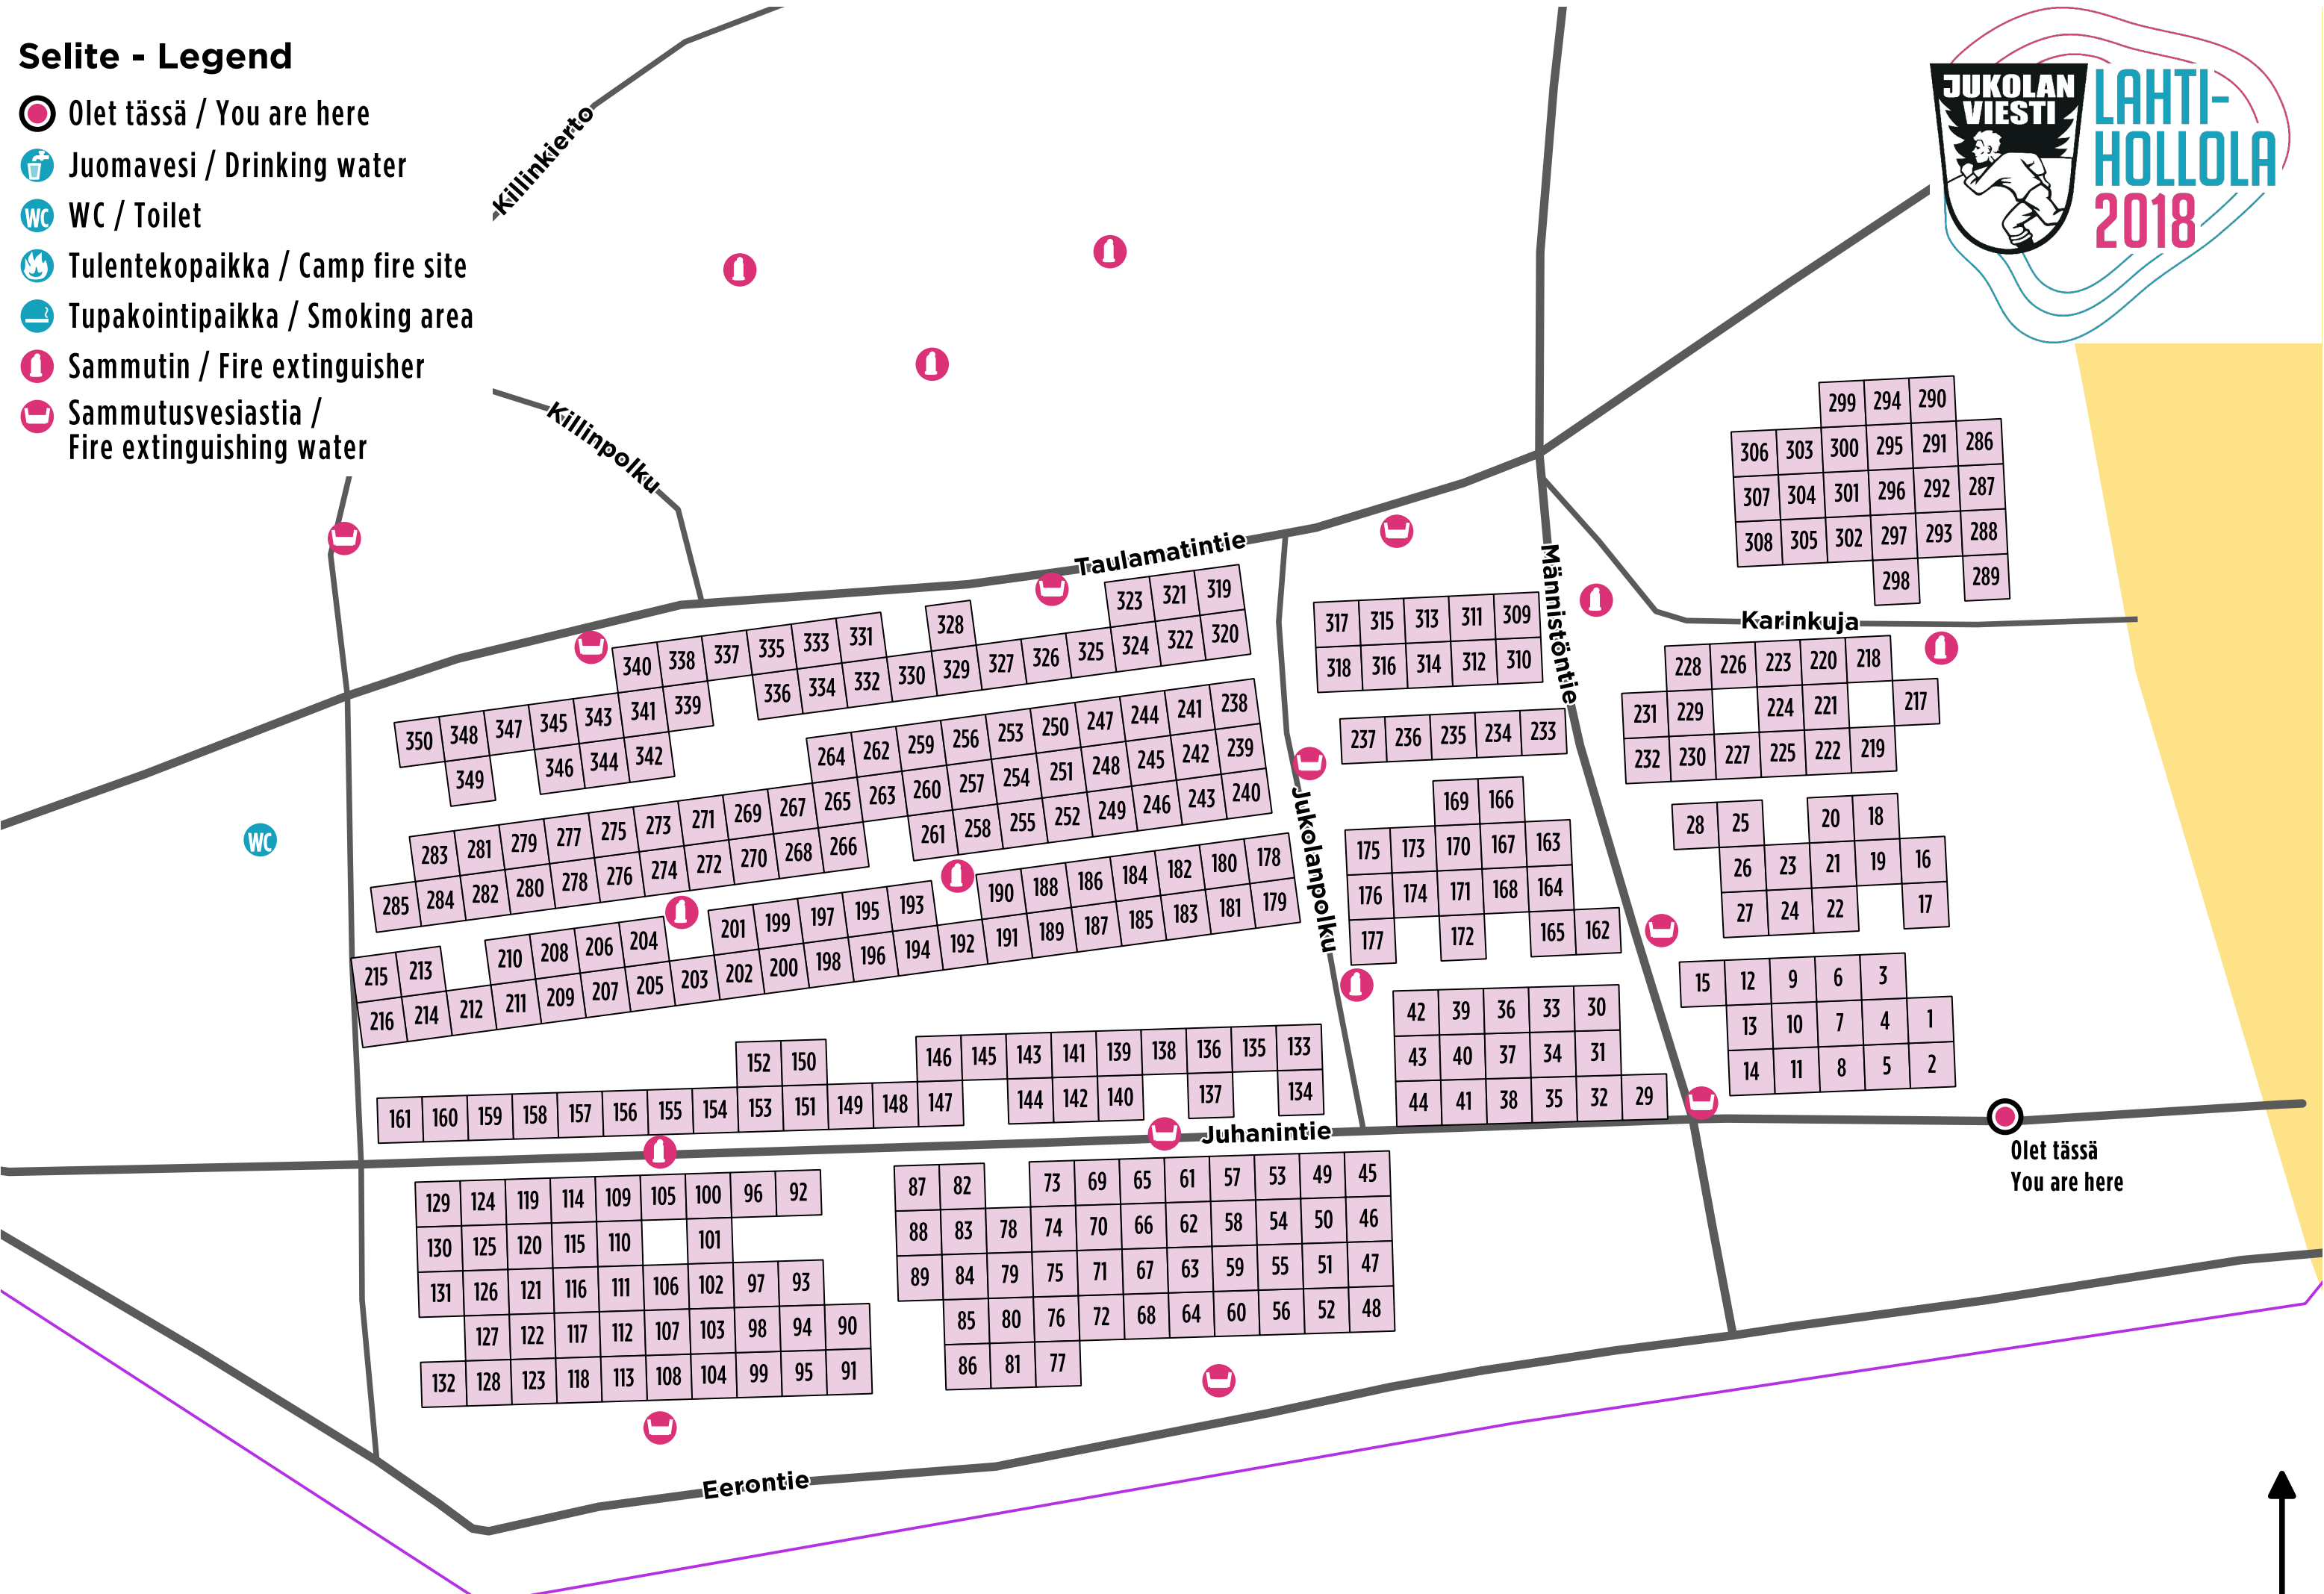 Selite - Legend
Olet tässä / You are here
Juomavesi / Drinking water
WC
WC / Toilet
Tulentekopaikka / Camp fire site
Tupakointipaikka / Smoking area
Sammutin / Fire extinguisher
Sammutusvesiastia /
Fire extinguishing water
JUKOLAN
VIESTI
LAHTI-
HOLLOLA
2018
Killinkierto
Killinpolku
Taulamatintie
Männistöntie
Karinkuja
Jukolanpolku
Juhanintie
Eerontie
WC
Olet tässä
You are here
299 294 290
306 303 300 295 291 286
307 304 301 296 292 287
308 305 302 297 293 288
298 289
323 321 319
328
340 338 337 335 333 331
336 334 332 330 329 327 326 325 324 322 320
350 348 347 345 343 341 339
349 346 344 342
317 315 313 311 309
318 316 314 312 310
228 226 223 220 218
231 229 224 221 217
232 230 227 225 222 219
237 236 235 234 233
264 262 259 256 253 250 247 244 241 238
283 281 279 277 275 273 271 269 267 265 263 260 257 254 251 248 245 242 239
285 284 282 280 278 276 274 272 270 268 266 261 258 255 252 249 246 243 240
169 166
175 173 170 167 163
176 174 171 168 164
177 172 165 162
28 25 20 18
26 23 21 19 16
27 24 22 17
215 213 210 208 206 204 201 199 197 195 193 190 188 186 184 182 180 178
216 214 212 211 209 207 205 203 202 200 198 196 194 192 191 189 187 185 183 181 179
15 12 9 6 3
13 10 7 4 1
14 11 8 5 2
42 39 36 33 30
43 40 37 34 31
44 41 38 35 32 29
152 150 146 145 143 141 139 138 136 135 133
161 160 159 158 157 156 155 154 153 151 149 148 147 144 142 140 137 134
129 124 119 114 109 105 100 96 92
130 125 120 115 110 101
131 126 121 116 111 106 102 97 93
127 122 117 112 107 103 98 94 90
132 128 123 118 113 108 104 99 95 91
87 82 73 69 65 61 57 53 49 45
88 83 78 74 70 66 62 58 54 50 46
89 84 79 75 71 67 63 59 55 51 47
85 80 76 72 68 64 60 56 52 48
86 81 77